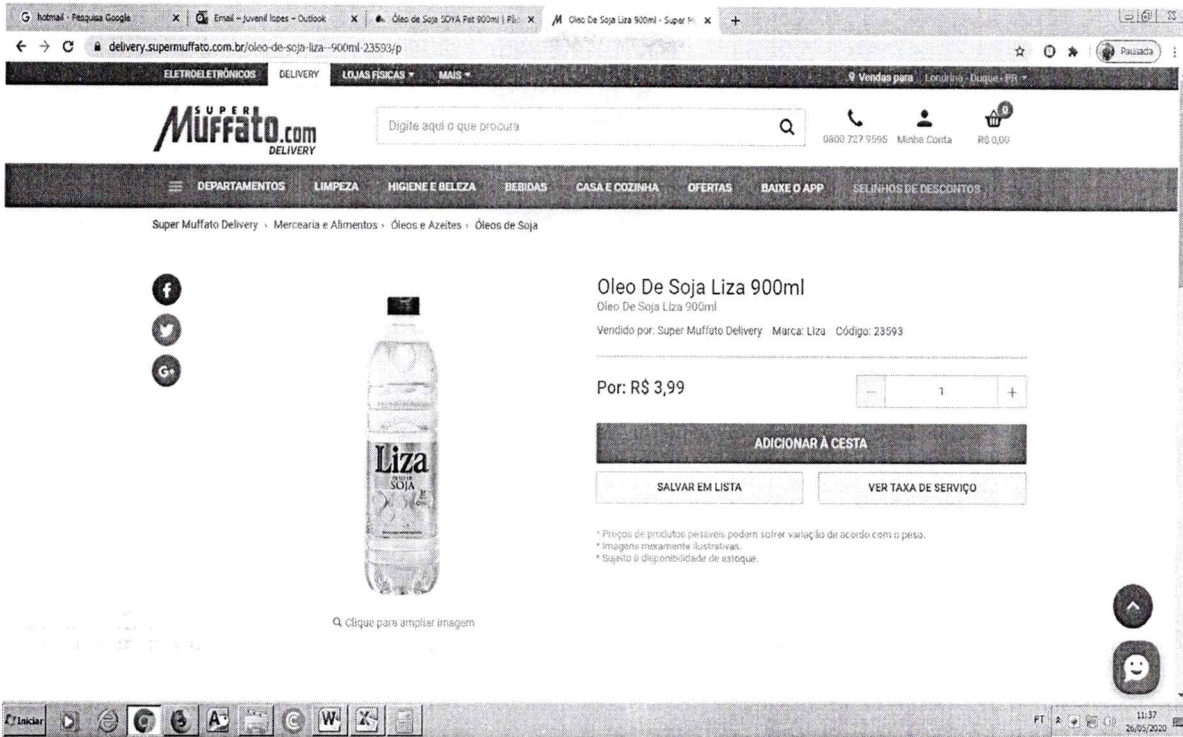 hotmail - Pesquisa Google
Email – juvenil lopes – Outlook
Óleo de Soja SOYA Pet 900ml | Pão
Oleo De Soja Liza 900ml - Super M
delivery.supermuffato.com.br/oleo-de-soja-liza--900ml-23593/p
Pausada
ELETROELETRÔNICOS DELIVERY LOJAS FÍSICAS MAIS Vendas para Londrina - Duque - PR
SUPER
Muffato.com
DELIVERY
Digite aqui o que procura
0800 727 9595 Minha Conta R$ 0,00
0
DEPARTAMENTOS LIMPEZA HIGIENE E BELEZA BEBIDAS CASA E COZINHA OFERTAS BAIXE O APP SELINHOS DE DESCONTOS
Super Muffato Delivery › Mercearia e Alimentos › Óleos e Azeites › Óleos de Soja
Oleo De Soja Liza 900ml
Oleo De Soja Liza 900ml
Vendido por: Super Muffato Delivery Marca: Liza Código: 23593
Por: R$ 3,99
1
ADICIONAR À CESTA
SALVAR EM LISTA VER TAXA DE SERVIÇO
* Preços de produtos pesáveis podem sofrer variação de acordo com o peso.
* Imagens meramente ilustrativas.
* Sujeito à disponibilidade de estoque.
Liza
ÓLEO DE
SOJA
Clique para ampliar imagem
Iniciar
PT
11:37
26/05/2020